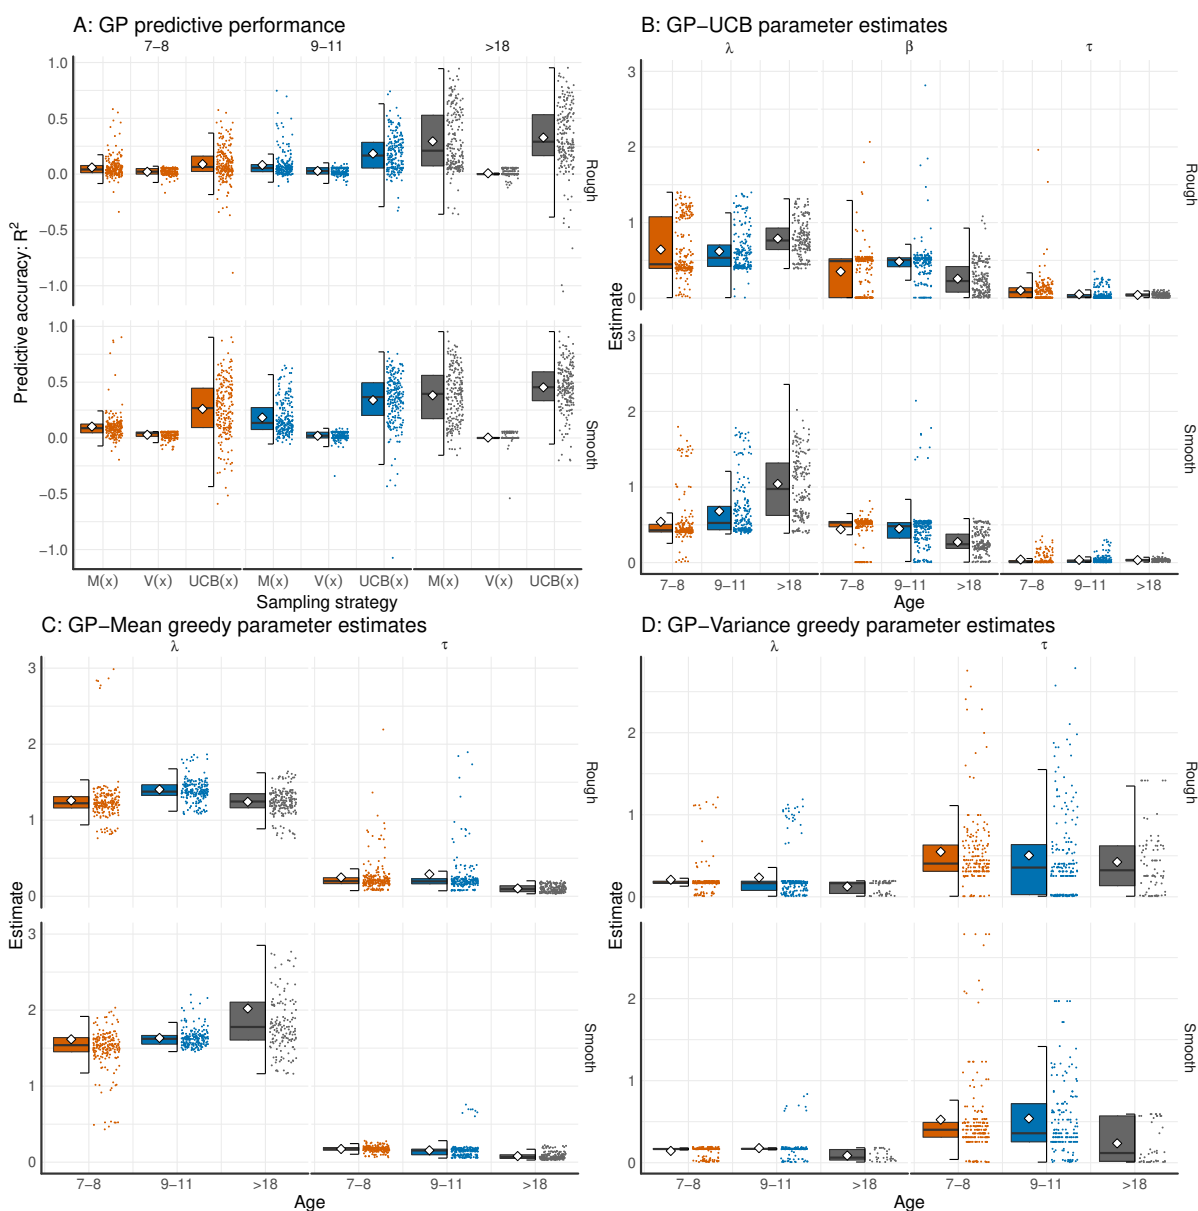 A: GP predictive performance
7−8 9−11 >18
1.0
0.5
0.0
−0.5
−1.0
Rough
1.0
0.5
0.0
−0.5
−1.0
Smooth
Predictive accuracy: R²
M(x) V(x) UCB(x) M(x) V(x) UCB(x) M(x) V(x) UCB(x)
Sampling strategy
B: GP−UCB parameter estimates
λ β τ
3
2
1
0
Rough
3
2
1
0
Smooth
Estimate
7−8 9−11 >18 7−8 9−11 >18 7−8 9−11 >18
Age
C: GP−Mean greedy parameter estimates
λ τ
3
2
1
0
Rough
3
2
1
0
Smooth
Estimate
7−8 9−11 >18 7−8 9−11 >18
Age
D: GP−Variance greedy parameter estimates
λ τ
2
1
0
Rough
2
1
0
Smooth
Estimate
7−8 9−11 >18 7−8 9−11 >18
Age